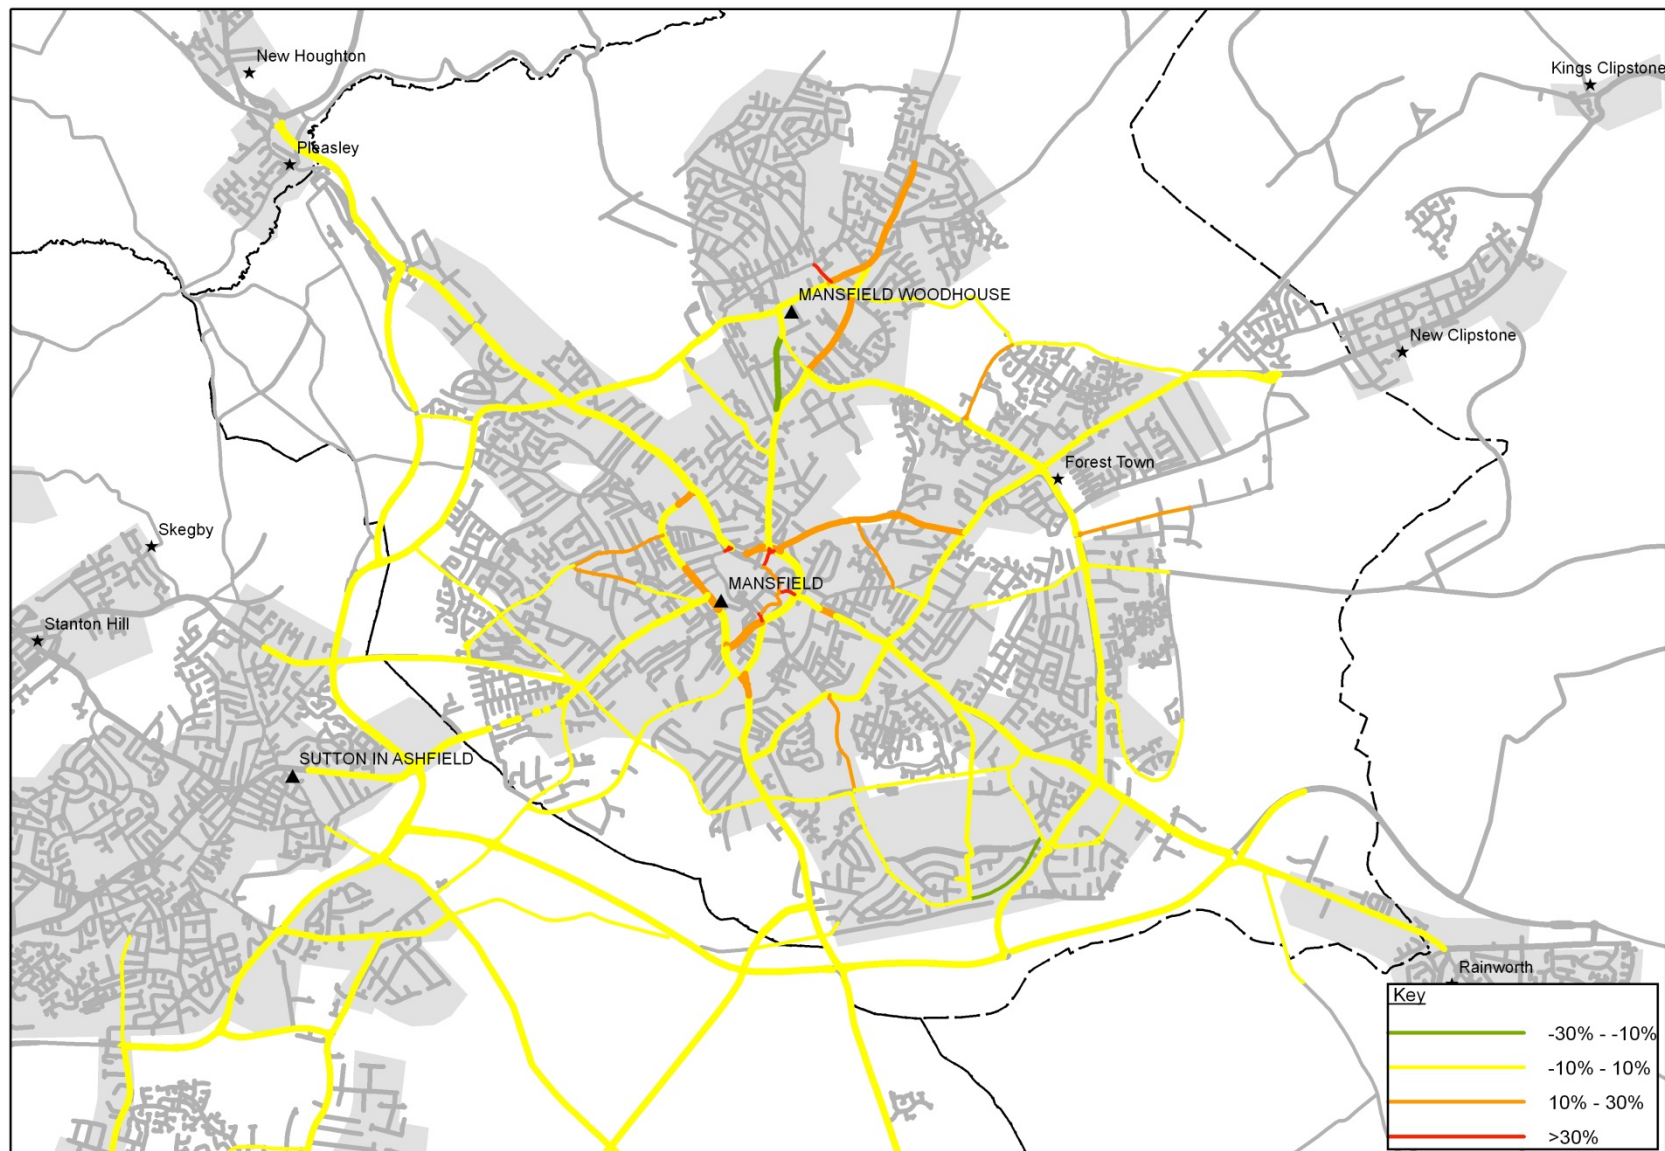 New Houghton
Kings Clipstone
Pleasley
MANSFIELD WOODHOUSE
New Clipstone
Forest Town
Skegby
MANSFIELD
Stanton Hill
SUTTON IN ASHFIELD
Rainworth
Key
-30% - -10%
-10% - 10%
10% - 30%
>30%